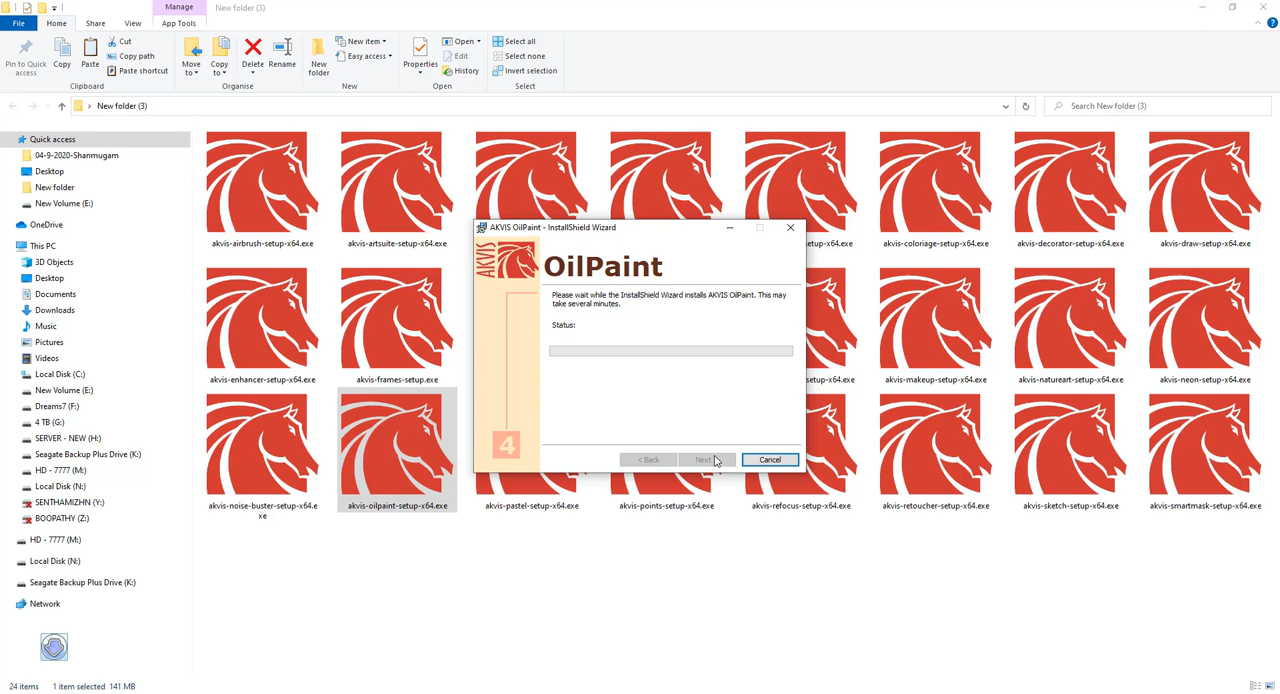 Manage
New folder (3)
File
Home
Share
View
App Tools
Pin to Quick
access
Copy
Paste
Cut
Copy path
Paste shortcut
Clipboard
Move
to
Copy
to
Delete
Rename
Organise
New
folder
New item
Easy access
New
Properties
Open
Edit
History
Open
Select all
Select none
Invert selection
Select
New folder (3)
Search New folder (3)
Quick access
04-9-2020-Shanmugam
Desktop
New folder
New Volume (E:)
OneDrive
This PC
3D Objects
Desktop
Documents
Downloads
Music
Pictures
Videos
Local Disk (C:)
New Volume (E:)
Dreams7 (F:)
4 TB (G:)
SERVER - NEW (H:)
Seagate Backup Plus Drive (K:)
HD - 7777 (M:)
Local Disk (N:)
SENTHAMIZHN (Y:)
BOOPATHY (Z:)
HD - 7777 (M:)
Local Disk (N:)
Seagate Backup Plus Drive (K:)
Network
akvis-airbrush-setup-x64.exe
akvis-artsuite-setup-x64.exe
setup-x64.exe
akvis-coloriage-setup-x64.exe
akvis-decorator-setup-x64.exe
akvis-draw-setup-x64.exe
akvis-enhancer-setup-x64.exe
akvis-frames-setup.exe
setup-x64.exe
akvis-makeup-setup-x64.exe
akvis-natureart-setup-x64.exe
akvis-neon-setup-x64.exe
akvis-noise-buster-setup-x64.e
xe
akvis-oilpaint-setup-x64.exe
akvis-pastel-setup-x64.exe
akvis-points-setup-x64.exe
akvis-refocus-setup-x64.exe
akvis-retoucher-setup-x64.exe
akvis-sketch-setup-x64.exe
akvis-smartmask-setup-x64.exe
AKVIS OilPaint - InstallShield Wizard
AKVIS
OilPaint
Please wait while the InstallShield Wizard installs AKVIS OilPaint. This may
take several minutes.
Status:
4
< Back
Next
Cancel
24 items
1 item selected 141 MB